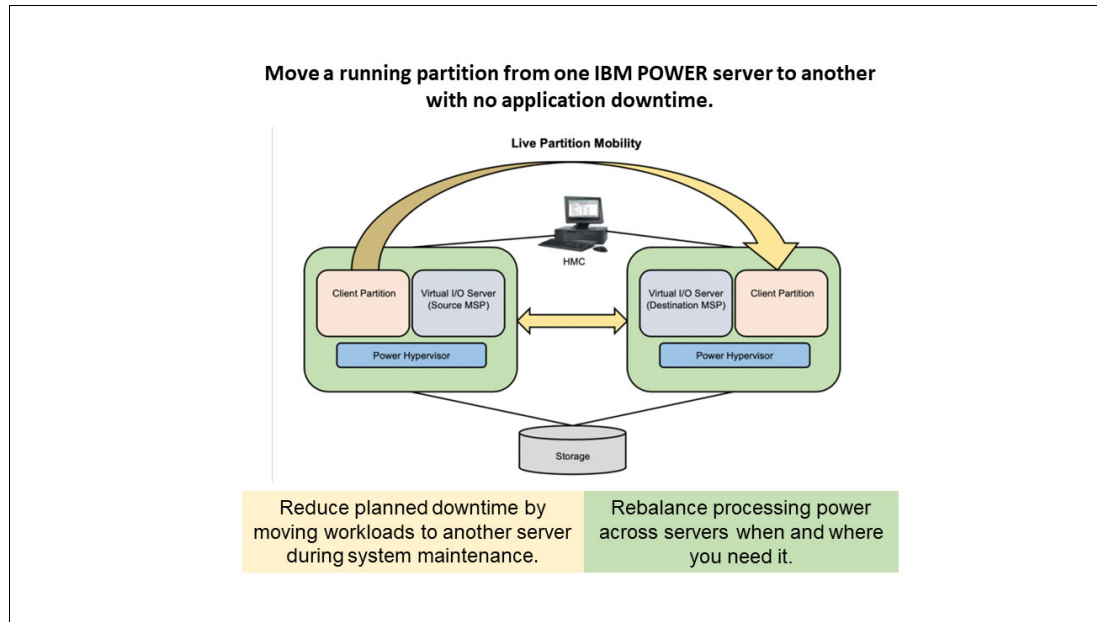 Move a running partition from one IBM POWER server to another
with no application downtime.
Live Partition Mobility
HMC
Client Partition
Virtual I/O Server
(Source MSP)
Power Hypervisor
Virtual I/O Server
(Destination MSP)
Client Partition
Power Hypervisor
Storage
Reduce planned downtime by
moving workloads to another server
during system maintenance.
Rebalance processing power
across servers when and where
you need it.